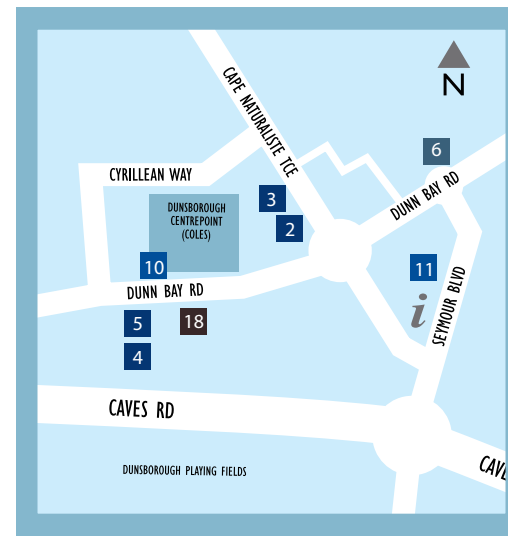 N
CAPE NATURALISTE TCE
6
CYRILLEAN WAY
DUNN BAY RD
3
DUNSBOROUGH
CENTREPOINT
(COLES)
2
10
11
i
SEYMOUR BLVD
DUNN BAY RD
5
18
4
CAVES RD
CAVE
DUNSBOROUGH PLAYING FIELDS